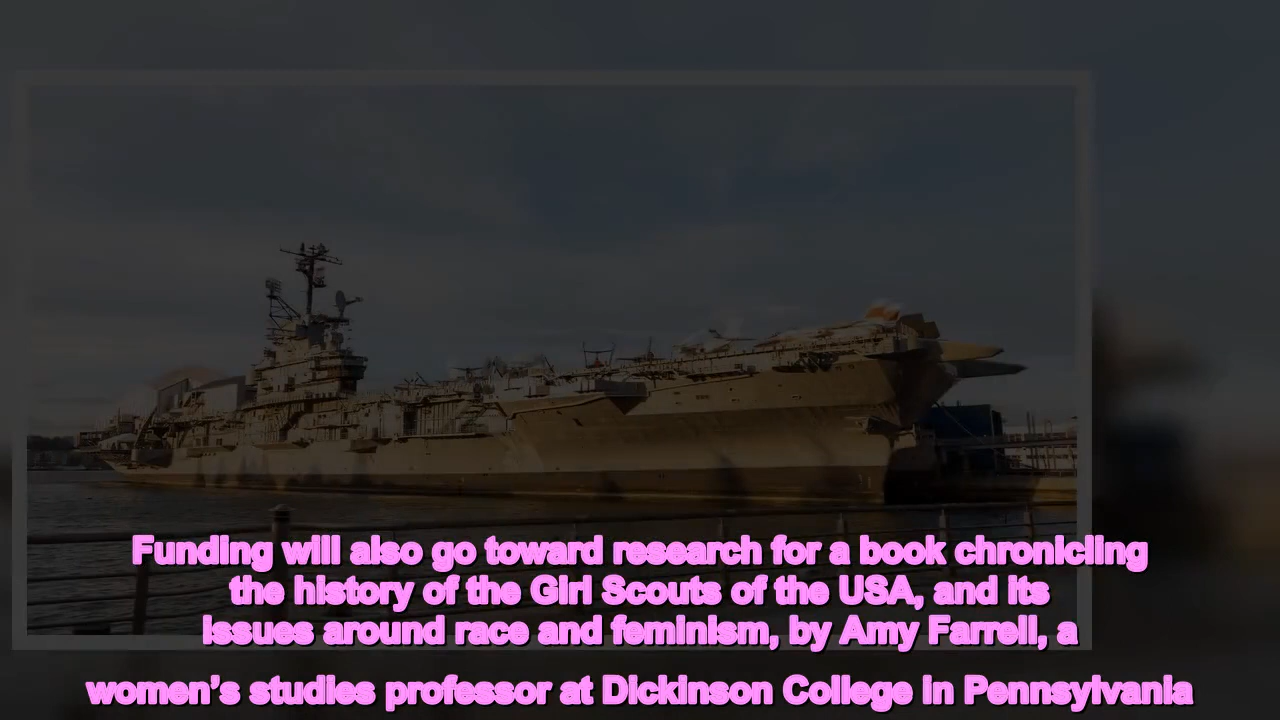 Funding will also go toward research for a book chronicling
the history of the Girl Scouts of the USA, and its
issues around race and feminism, by Amy Farrell, a
women's studies professor at Dickinson College in Pennsylvania